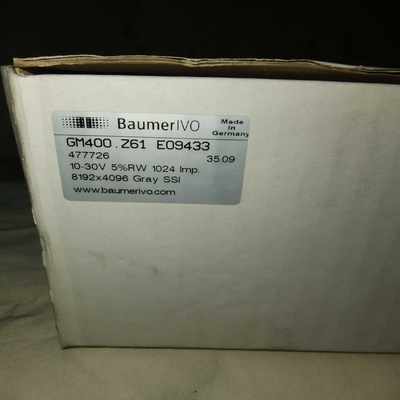 BaumerIVO
Made
in
Germany
GM400.Z61 E09433
477726 35.09
10-30V 5%RW 1024 Imp.
8192x4096 Gray SSI
www.baumerivo.com